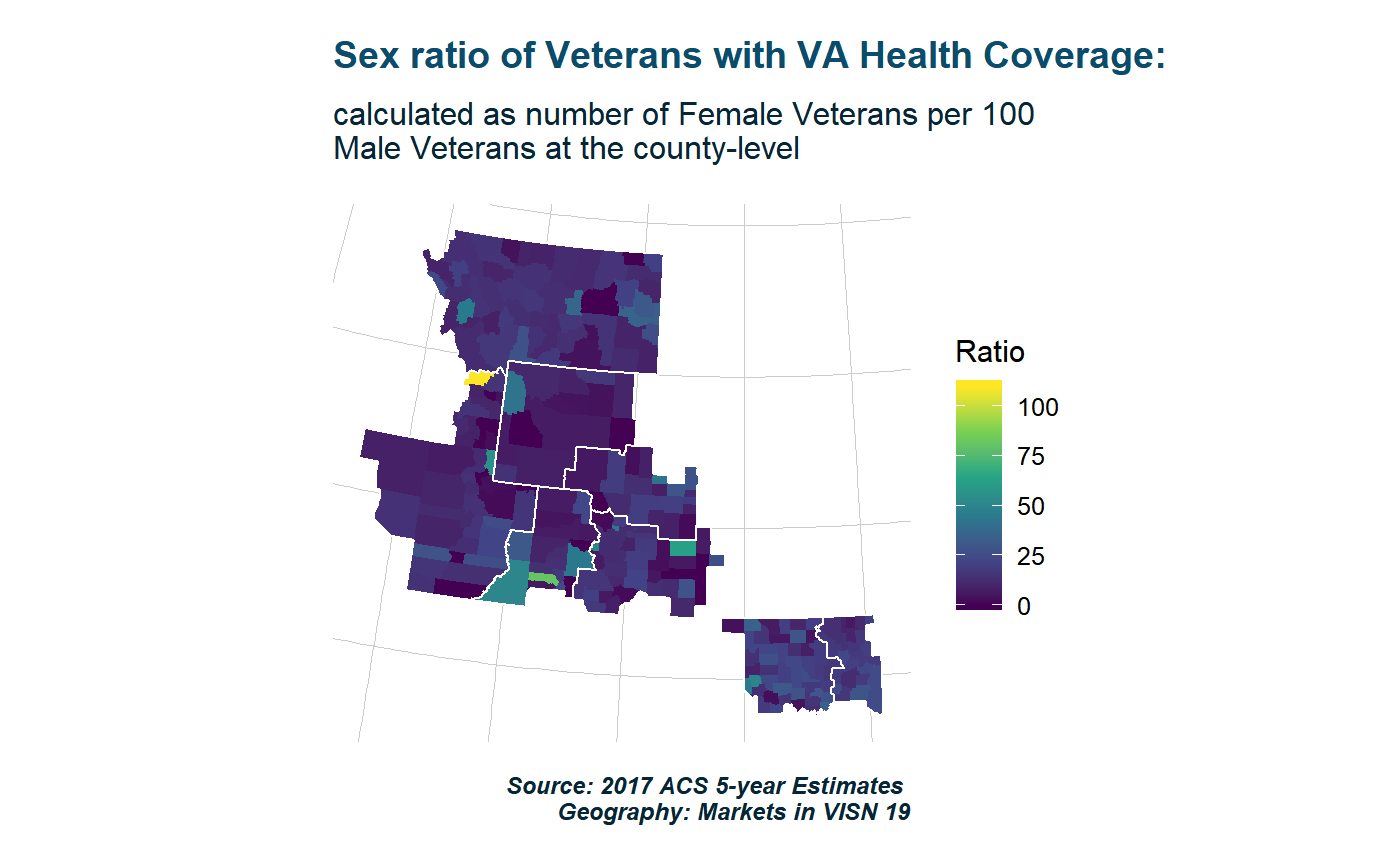 Sex ratio of Veterans with VA Health Coverage:
calculated as number of Female Veterans per 100
Male Veterans at the county-level
Ratio
100
75
50
25
0
Source: 2017 ACS 5-year Estimates
Geography: Markets in VISN 19